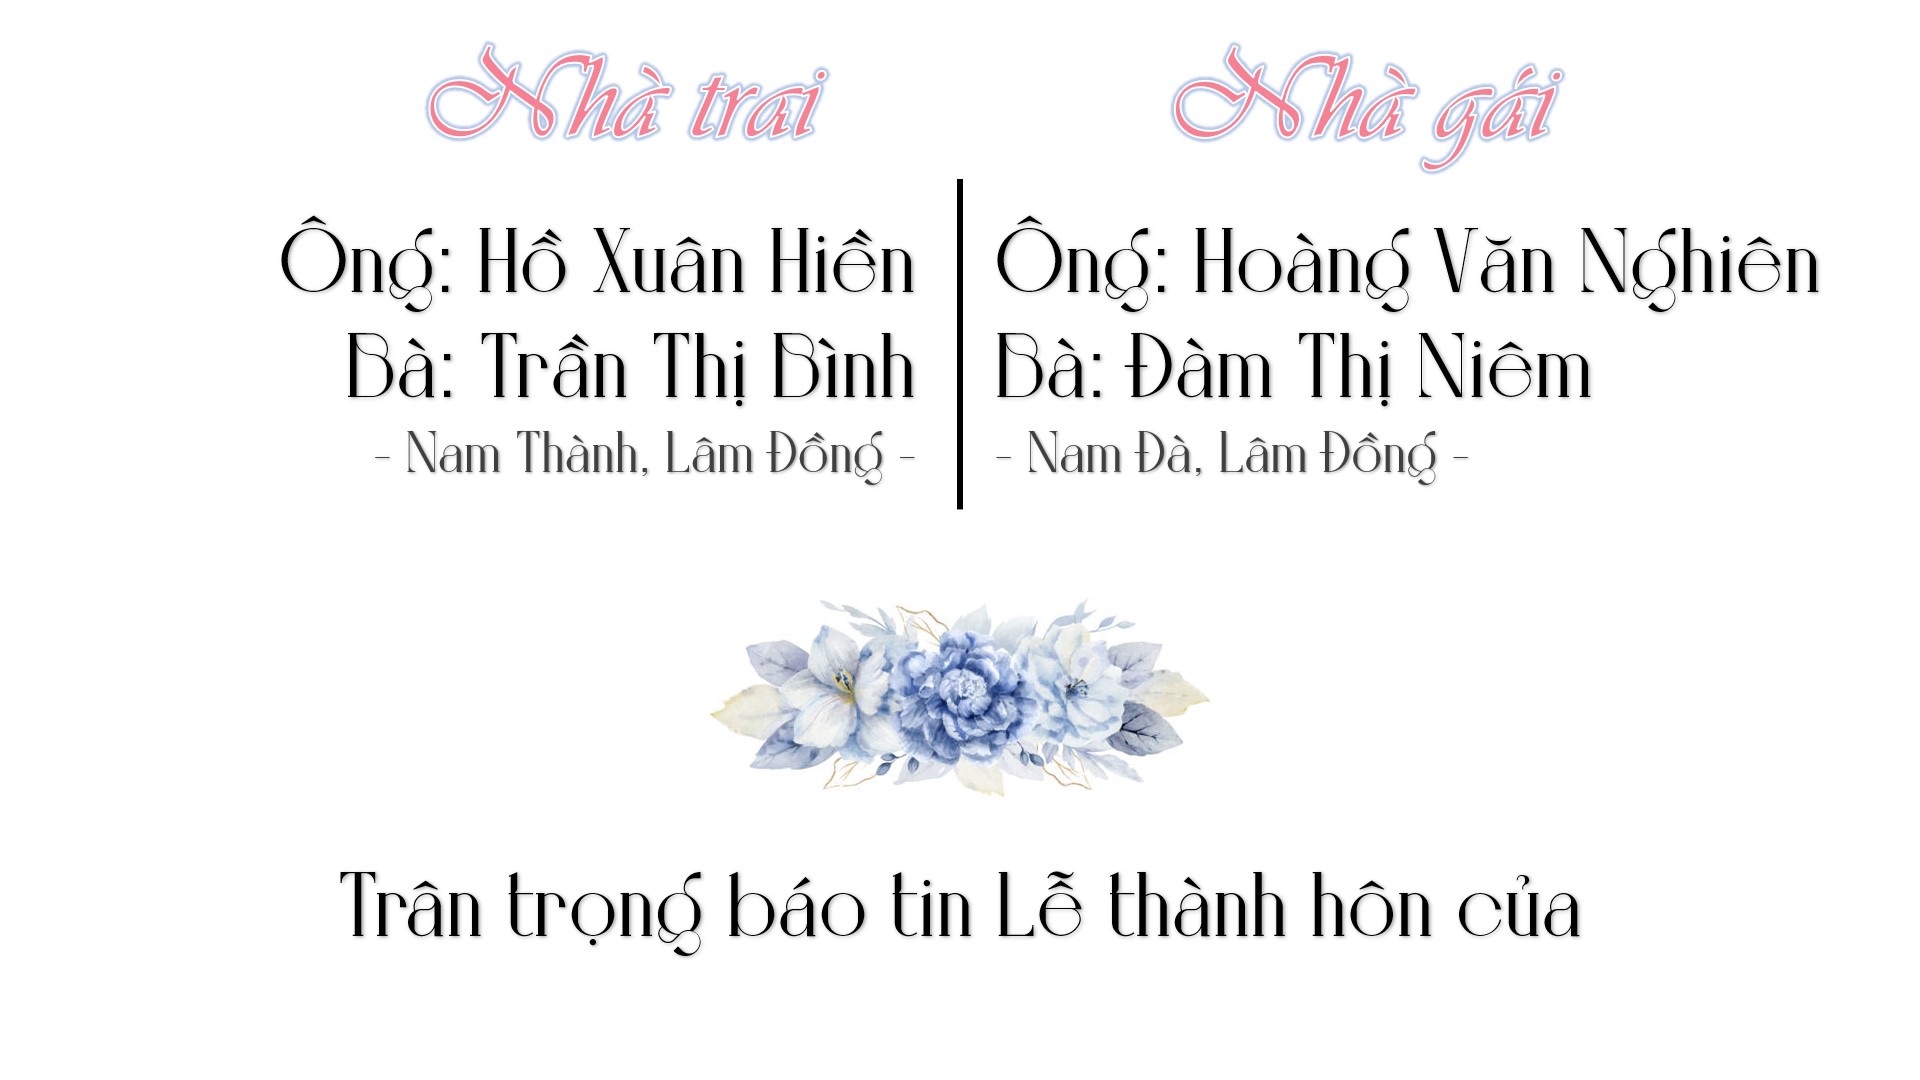 Nhà trai
Ông: Hồ Xuân Hiền
Bà: Trần Thị Bình
- Nam Thành, Lâm Đồng -
Nhà gái
Ông: Hoàng Văn Nghiên
Bà: Đàm Thị Niêm
- Nam Đà, Lâm Đồng -
Trân trọng báo tin Lễ thành hôn của